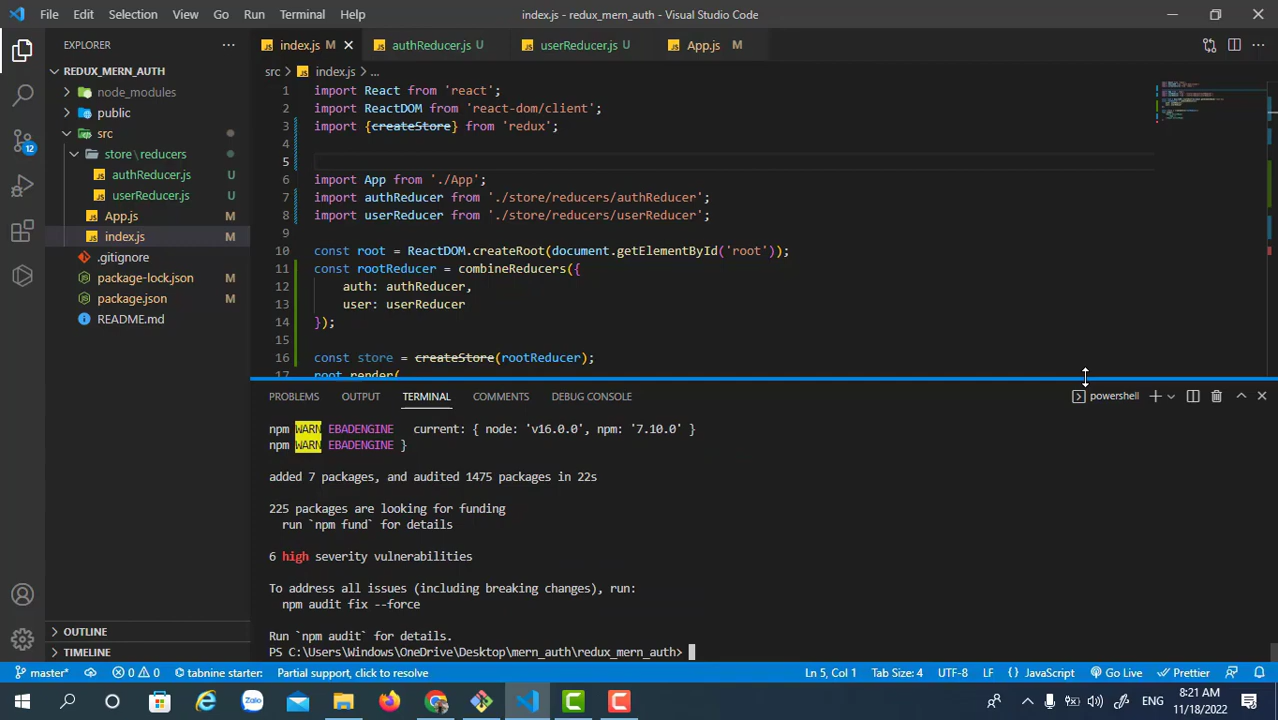 File Edit Selection View Go Run Terminal Help index.js - redux_mern_auth - Visual Studio Code
EXPLORER
REDUX_MERN_AUTH
node_modules
public
src
store\reducers
authReducer.js U
userReducer.js U
App.js M
index.js M
.gitignore
package-lock.json M
package.json M
README.md
OUTLINE
TIMELINE
12
index.js M authReducer.js U userReducer.js U App.js M
src index.js ...
1 import React from 'react';
2 import ReactDOM from 'react-dom/client';
3 import {createStore} from 'redux';
4
5
6 import App from './App';
7 import authReducer from './store/reducers/authReducer';
8 import userReducer from './store/reducers/userReducer';
9
10 const root = ReactDOM.createRoot(document.getElementById('root'));
11 const rootReducer = combineReducers({
12 auth: authReducer,
13 user: userReducer
14 });
15
16 const store = createStore(rootReducer);
17 root.render(
PROBLEMS OUTPUT TERMINAL COMMENTS DEBUG CONSOLE powershell
npm WARN EBADENGINE current: { node: 'v16.0.0', npm: '7.10.0' }
npm WARN EBADENGINE }
added 7 packages, and audited 1475 packages in 22s
225 packages are looking for funding
run `npm fund` for details
6 high severity vulnerabilities
To address all issues (including breaking changes), run:
npm audit fix --force
Run `npm audit` for details.
PS C:\Users\Windows\OneDrive\Desktop\mern_auth\redux_mern_auth>
master* 0 0 tabnine starter: Partial support, click to resolve Ln 5, Col 1 Tab Size: 4 UTF-8 LF JavaScript Go Live Prettier
Zalo ENG 8:21 AM
11/18/2022